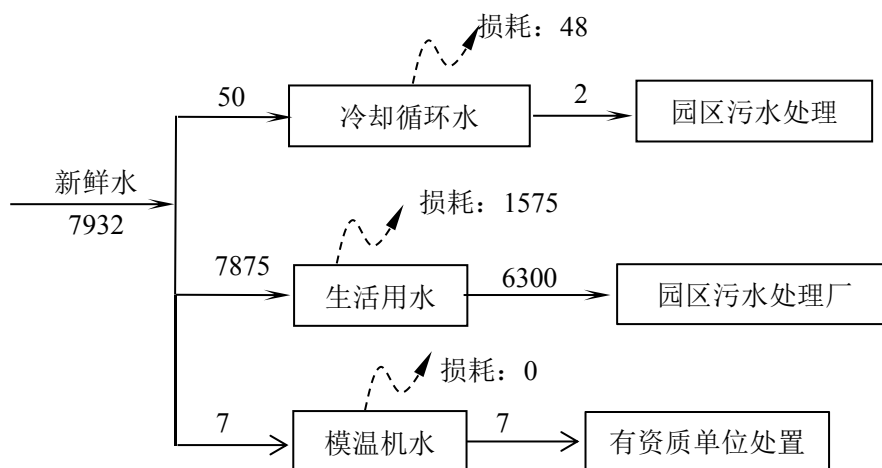 损耗：48
50
冷却循环水
2
园区污水处理
新鲜水
7932
损耗：1575
7875
生活用水
6300
园区污水处理厂
损耗：0
7
模温机水
7
有资质单位处置